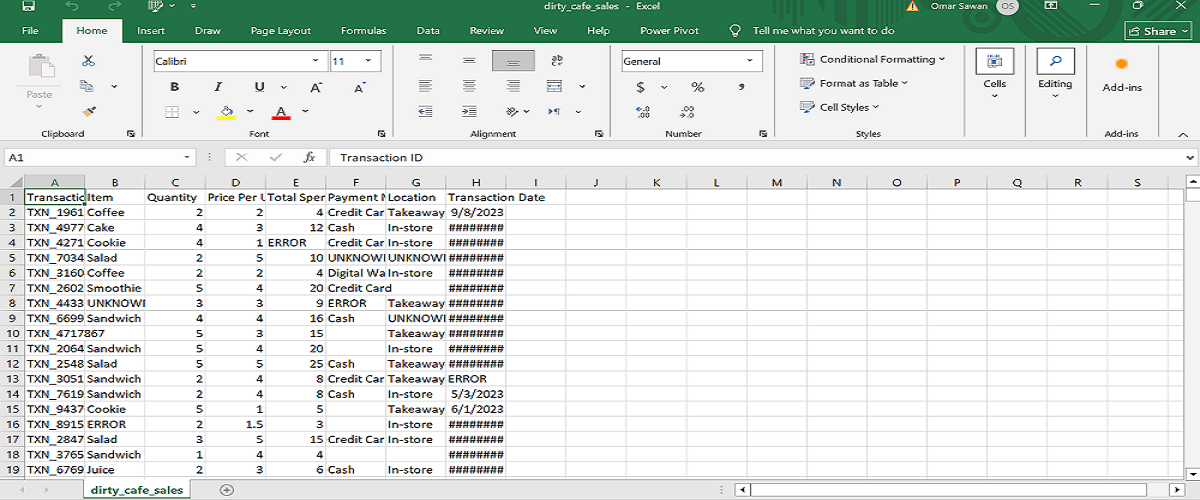 dirty_cafe_sales - Excel
Omar Sawan OS
File Home Insert Draw Page Layout Formulas Data Review View Help Power Pivot Tell me what you want to do Share
Calibri 11 General Conditional Formatting
Paste B I U A A $ % , Format as Table Cells Editing Add-ins
A Cell Styles
Clipboard Font Alignment Number Styles Add-ins
A1 fx Transaction ID
A B C D E F G H I J K L M N O P Q R S
1 Transactic Item Quantity Price Per U Total Sper Payment M Location Transaction Date
2 TXN_1961 Coffee 2 2 4 Credit Car Takeaway 9/8/2023
3 TXN_4977 Cake 4 3 12 Cash In-store ########
4 TXN_4271 Cookie 4 1 ERROR Credit Car In-store ########
5 TXN_7034 Salad 2 5 10 UNKNOWI UNKNOWI ########
6 TXN_3160 Coffee 2 2 4 Digital Wa In-store ########
7 TXN_2602 Smoothie 5 4 20 Credit Card ########
8 TXN_4433 UNKNOWI 3 3 9 ERROR Takeaway ########
9 TXN_6699 Sandwich 4 4 16 Cash UNKNOWI ########
10 TXN_4717867 5 3 15 Takeaway ########
11 TXN_2064 Sandwich 5 4 20 In-store ########
12 TXN_2548 Salad 5 5 25 Cash Takeaway ########
13 TXN_3051 Sandwich 2 4 8 Credit Car Takeaway ERROR
14 TXN_7619 Sandwich 2 4 8 Cash In-store 5/3/2023
15 TXN_9437 Cookie 5 1 5 Takeaway 6/1/2023
16 TXN_8915 ERROR 2 1.5 3 In-store ########
17 TXN_2847 Salad 3 5 15 Credit Car In-store ########
18 TXN_3765 Sandwich 1 4 4 ########
19 TXN_6769 Juice 2 3 6 Cash In-store ########
dirty_cafe_sales